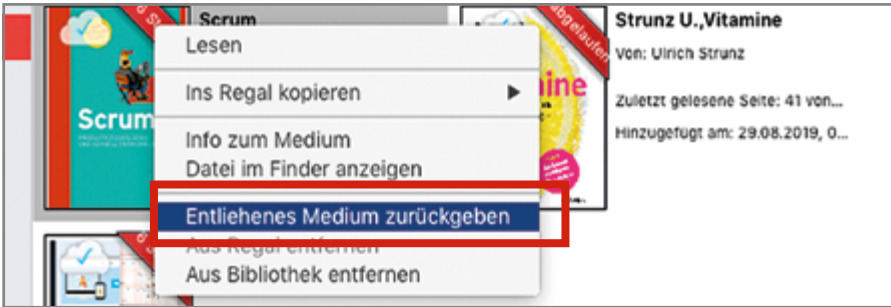 Scrum
Strunz U.,Vitamine
Von: Ulrich Strunz
Zuletzt gelesene Seite: 41 von...
Hinzugefügt am: 29.08.2019, 0...
Lesen
Ins Regal kopieren
Info zum Medium
Datei im Finder anzeigen
Entliehenes Medium zurückgeben
Aus Regal entfernen
Aus Bibliothek entfernen
Scrum
abgelaufen
ine